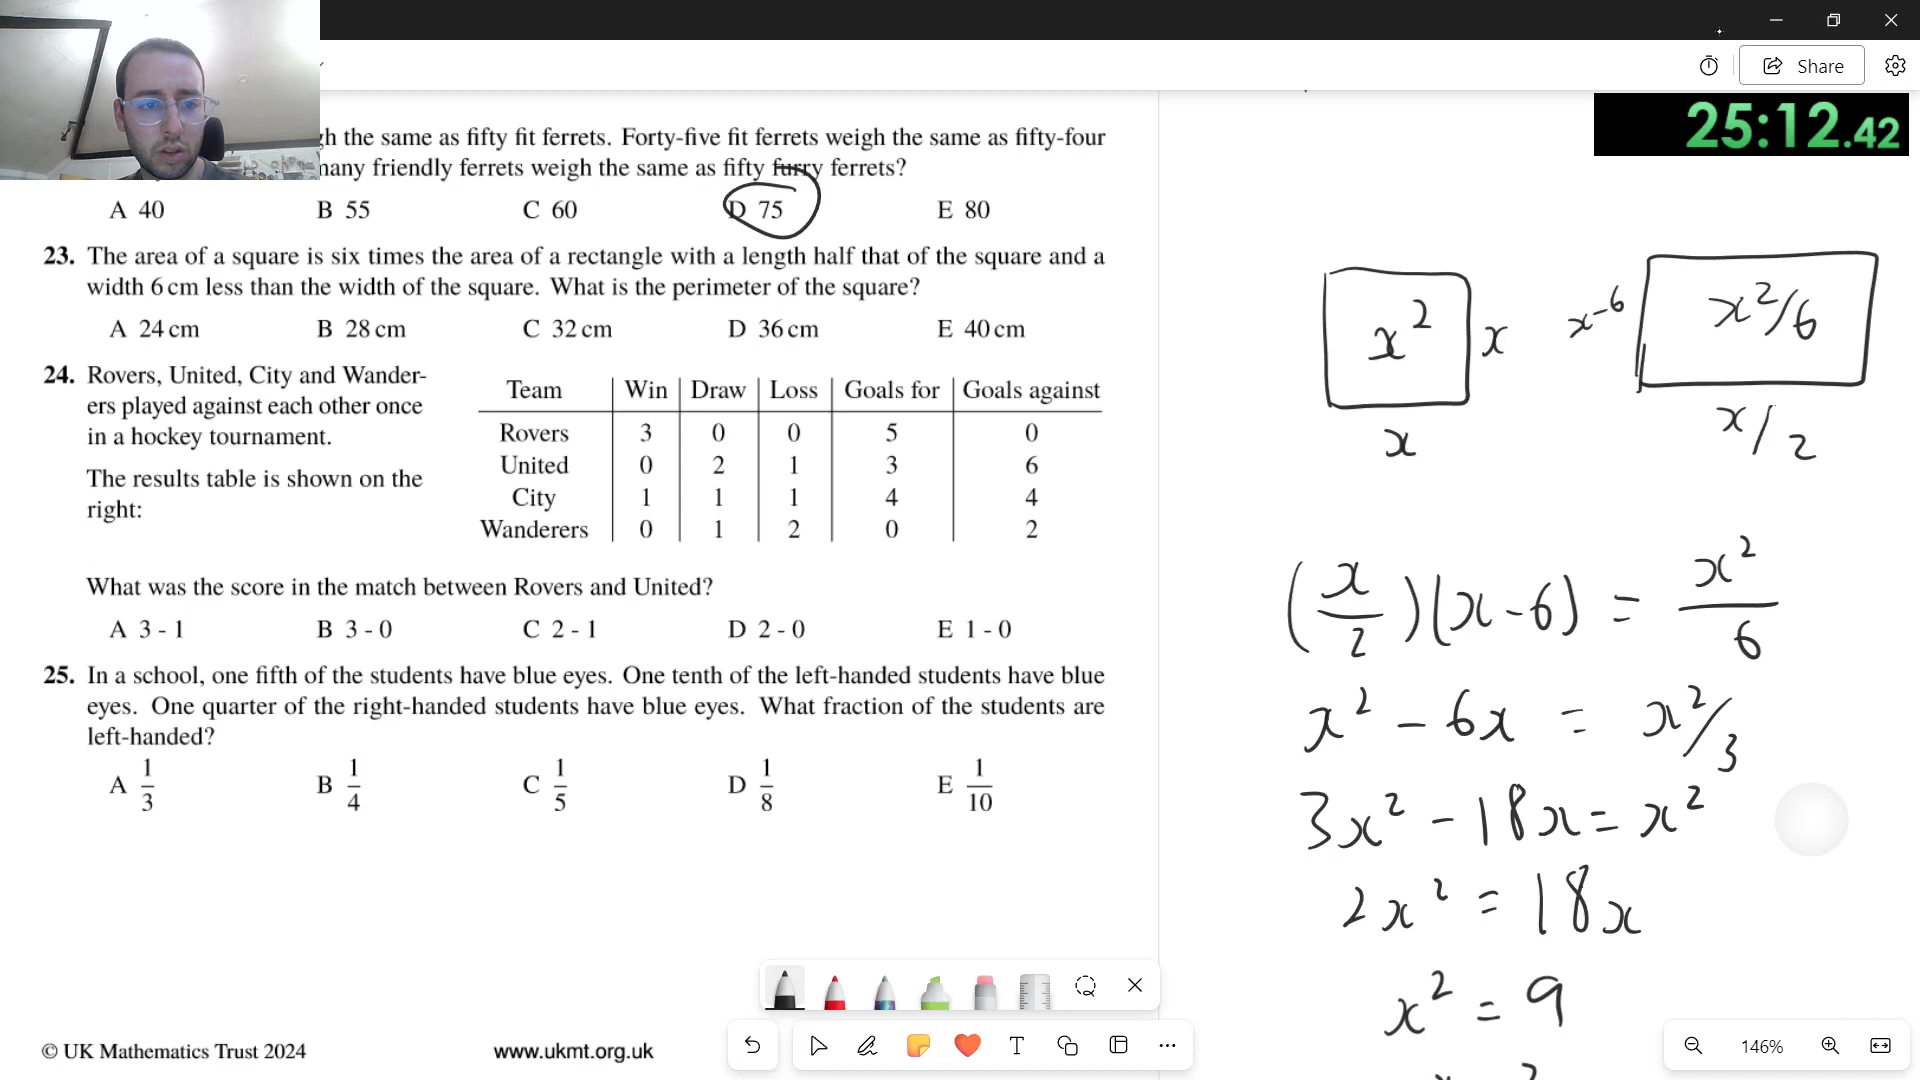 Share
25:12.42
gh the same as fifty fit ferrets. Forty-five fit ferrets weigh the same as fifty-four
many friendly ferrets weigh the same as fifty furry ferrets?
A 40 B 55 C 60 D 75 E 80
23. The area of a square is six times the area of a rectangle with a length half that of the square and a
width 6 cm less than the width of the square. What is the perimeter of the square?
A 24 cm B 28 cm C 32 cm D 36 cm E 40 cm
24. Rovers, United, City and Wander-
ers played against each other once
in a hockey tournament.
The results table is shown on the
right:
Team Win Draw Loss Goals for Goals against
Rovers 3 0 0 5 0
United 0 2 1 3 6
City 1 1 1 4 4
Wanderers 0 1 2 0 2
What was the score in the match between Rovers and United?
A 3 - 1 B 3 - 0 C 2 - 1 D 2 - 0 E 1 - 0
25. In a school, one fifth of the students have blue eyes. One tenth of the left-handed students have blue
eyes. One quarter of the right-handed students have blue eyes. What fraction of the students are
left-handed?
A 1/3 B 1/4 C 1/5 D 1/8 E 1/10
© UK Mathematics Trust 2024 www.ukmt.org.uk
x² x x-6 x²/6
x x/2
(x/2)(x-6) = x²/6
x² - 6x = x²/3
3x² - 18x = x²
2x² = 18x
x² = 9
146%